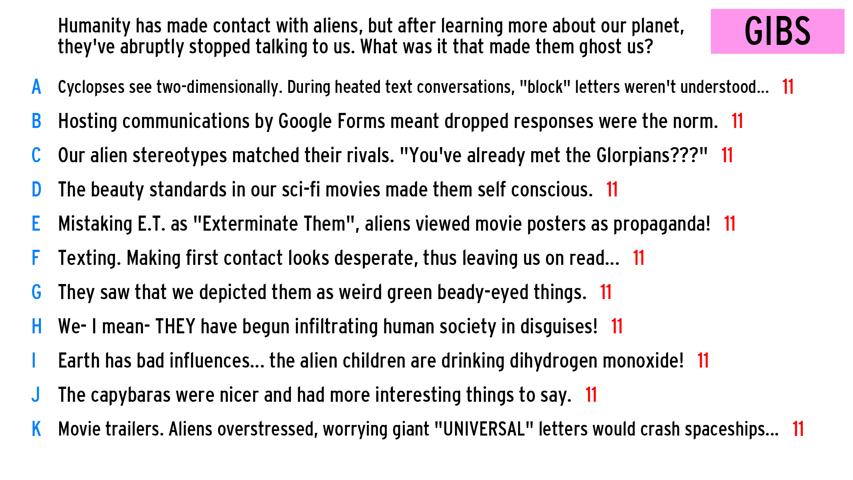 Humanity has made contact with aliens, but after learning more about our planet,
they've abruptly stopped talking to us. What was it that made them ghost us?
GIBS
A Cyclopses see two-dimensionally. During heated text conversations, "block" letters weren't understood... 11
B Hosting communications by Google Forms meant dropped responses were the norm. 11
C Our alien stereotypes matched their rivals. "You've already met the Glorpians???" 11
D The beauty standards in our sci-fi movies made them self conscious. 11
E Mistaking E.T. as "Exterminate Them", aliens viewed movie posters as propaganda! 11
F Texting. Making first contact looks desperate, thus leaving us on read... 11
G They saw that we depicted them as weird green beady-eyed things. 11
H We- I mean- THEY have begun infiltrating human society in disguises! 11
I Earth has bad influences... the alien children are drinking dihydrogen monoxide! 11
J The capybaras were nicer and had more interesting things to say. 11
K Movie trailers. Aliens overstressed, worrying giant "UNIVERSAL" letters would crash spaceships... 11